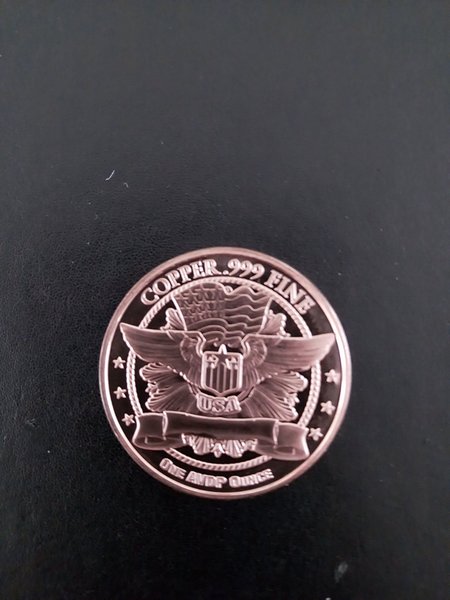 COPPER .999 FINE
USA
ONE AVDP OUNCE